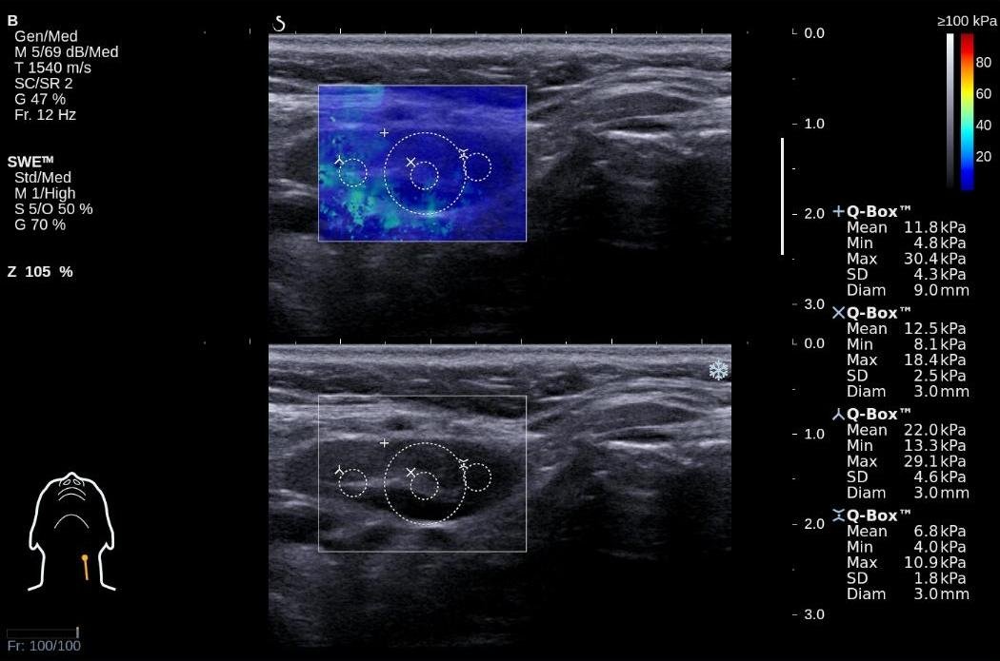 B
Gen/Med
M 5/69 dB/Med
T 1540 m/s
SC/SR 2
G 47 %
Fr. 12 Hz
SWE™
Std/Med
M 1/High
S 5/O 50 %
G 70 %
Z 105 %
0.0
1.0
2.0
3.0
0.0
1.0
2.0
3.0
≥100 kPa
80
60
40
20
Q-Box™
Mean 11.8 kPa
Min 4.8 kPa
Max 30.4 kPa
SD 4.3 kPa
Diam 9.0 mm
Q-Box™
Mean 12.5 kPa
Min 8.1 kPa
Max 18.4 kPa
SD 2.5 kPa
Diam 3.0 mm
Q-Box™
Mean 22.0 kPa
Min 13.3 kPa
Max 29.1 kPa
SD 4.6 kPa
Diam 3.0 mm
Q-Box™
Mean 6.8 kPa
Min 4.0 kPa
Max 10.9 kPa
SD 1.8 kPa
Diam 3.0 mm
Fr: 100/100